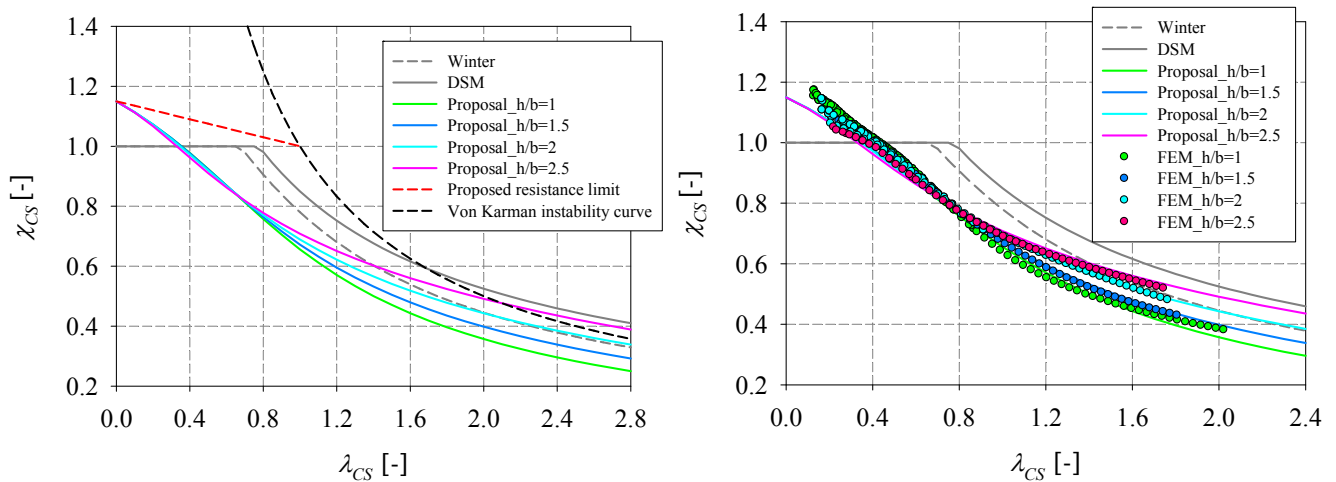 1.4
1.2
1.0
0.8
0.6
0.4
0.2
χCS [-]
0.0 0.4 0.8 1.2 1.6 2.0 2.4 2.8
λCS [-]
Winter
DSM
Proposal_h/b=1
Proposal_h/b=1.5
Proposal_h/b=2
Proposal_h/b=2.5
Proposed resistance limit
Von Karman instability curve
1.4
1.2
1.0
0.8
0.6
0.4
0.2
χCS [-]
0.0 0.4 0.8 1.2 1.6 2.0 2.4
λCS [-]
Winter
DSM
Proposal_h/b=1
Proposal_h/b=1.5
Proposal_h/b=2
Proposal_h/b=2.5
FEM_h/b=1
FEM_h/b=1.5
FEM_h/b=2
FEM_h/b=2.5